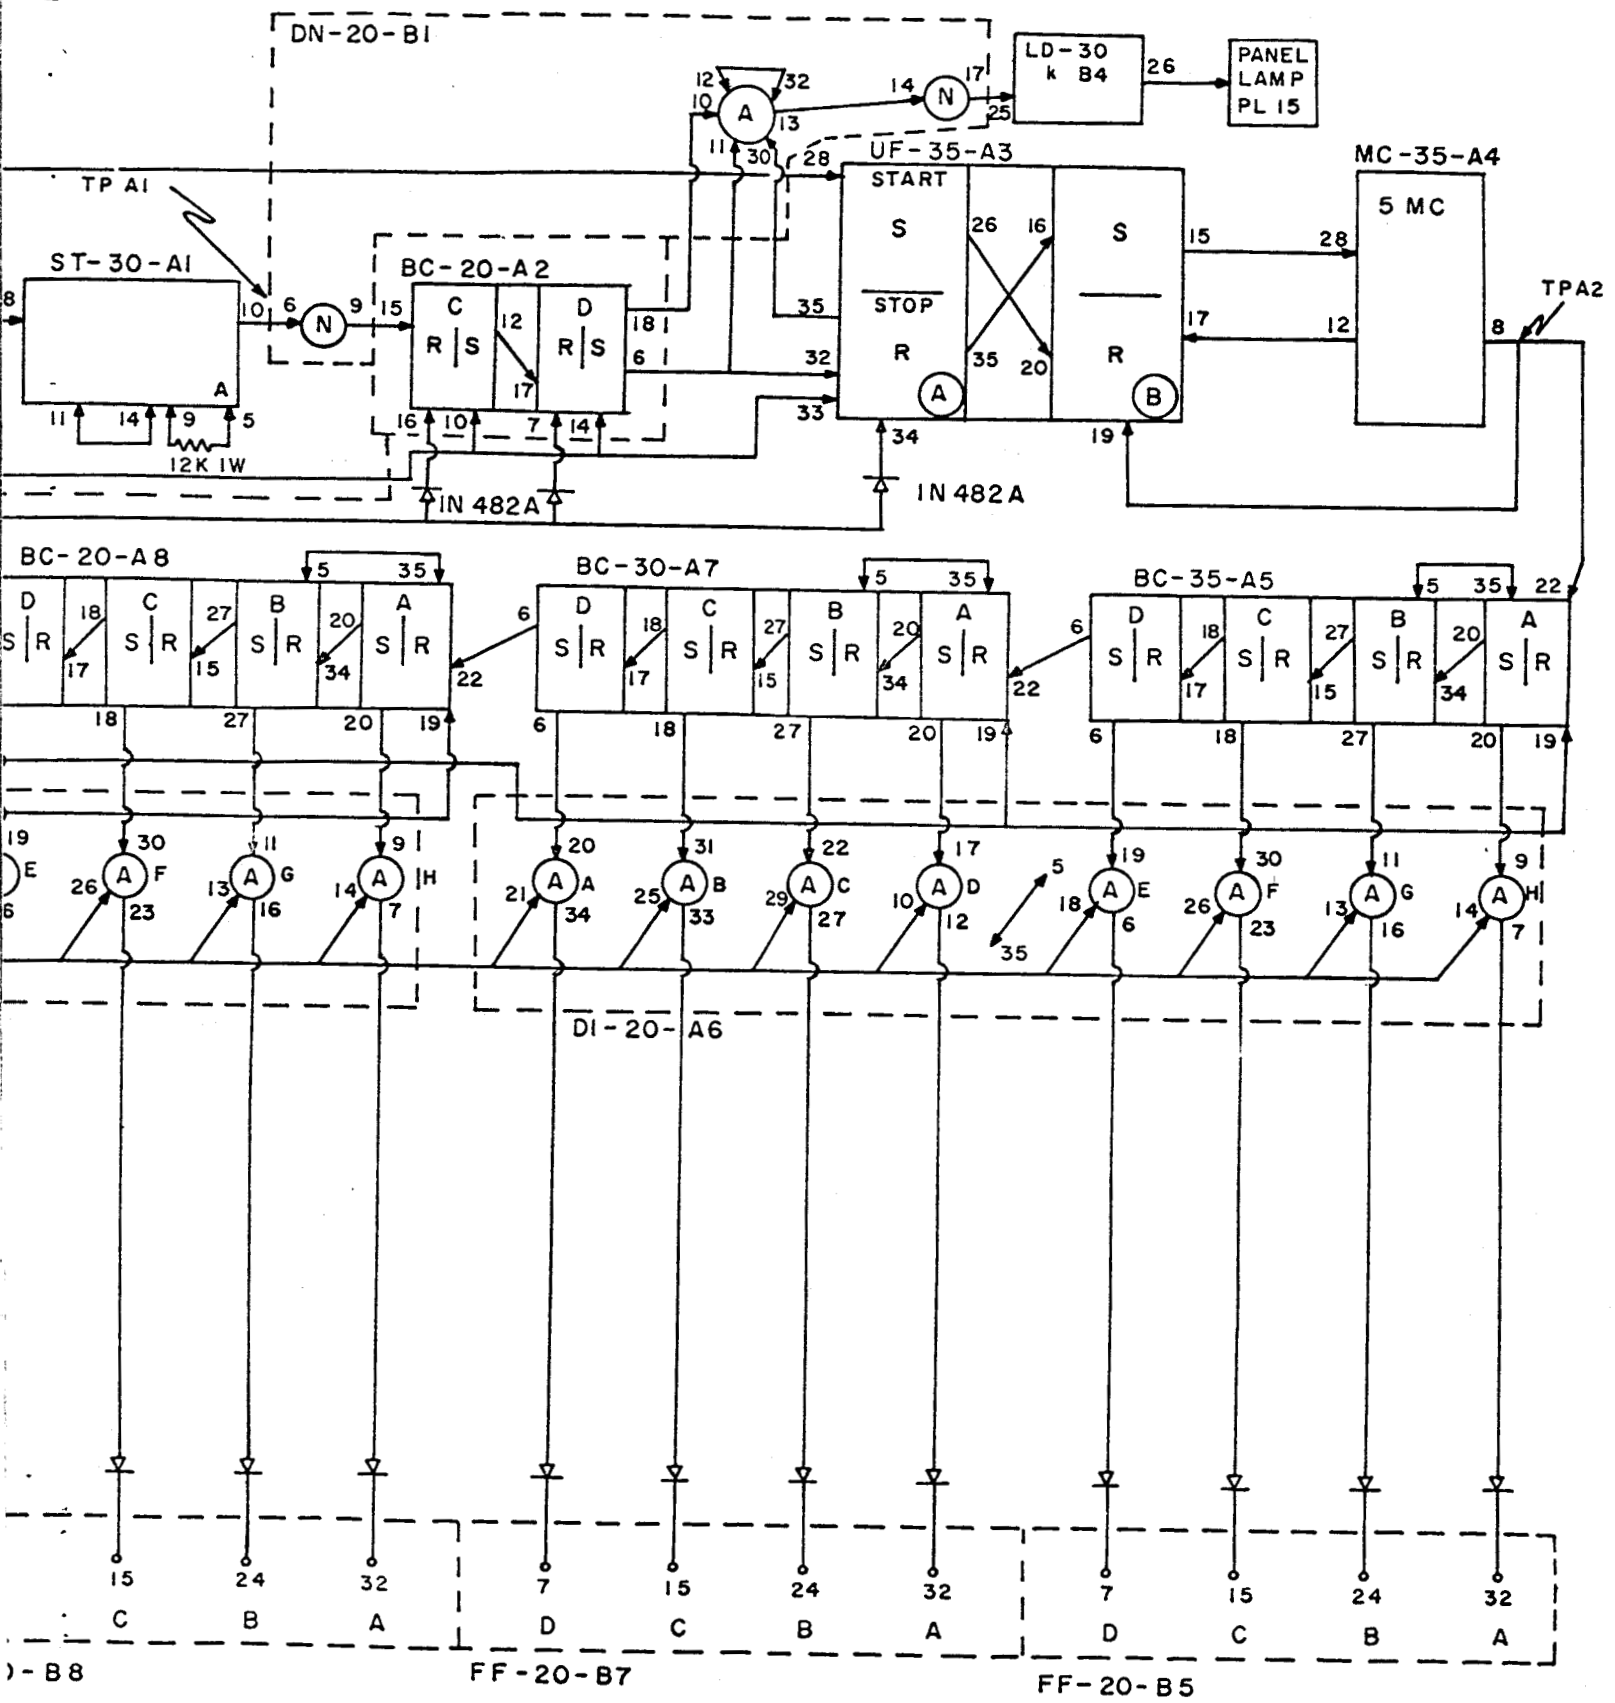 DN-20-B1
LD-30
k B4
26
PANEL
LAMP
PL 15
12 32
10 A 13
11 30
14 N 17
25
28
UF-35-A3
MC-35-A4
TP A1
START
S
STOP
R
A
26 16
35 20
S
R
B
15 28
17 12
5 MC
8
TPA2
ST-30-A1
8
10 6 N 9 15
A
11 14 9 5
12K 1W
BC-20-A2
C
R S
12
17
D
R S
18
6
16 10 7 14
35
32
33
34
19
IN 482A
IN 482A
BC-20-A8
5 35
D
S R
18
17
C
S R
27
15
B
S R
20
34
A
S R
22
18 27 20 19
BC-30-A7
5 35
6
D
S R
18
17
C
S R
27
15
B
S R
20
34
A
S R
22
6 18 27 20 19
BC-35-A5
5 35 22
6
D
S R
18
17
C
S R
27
15
B
S R
20
34
A
S R
6 18 27 20 19
19 30 11 9 20 31 22 17 5 19 30 11 9
E 26 A F 13 A G 14 A H 21 A A 25 A B 29 A C 10 A D 18 A E 26 A F 13 A G 14 A H
6 23 16 7 34 33 27 12 35 6 23 16 7
DI-20-A6
15 24 32 7 15 24 32 7 15 24 32
C B A D C B A D C B A
)-B8
FF-20-B7
FF-20-B5